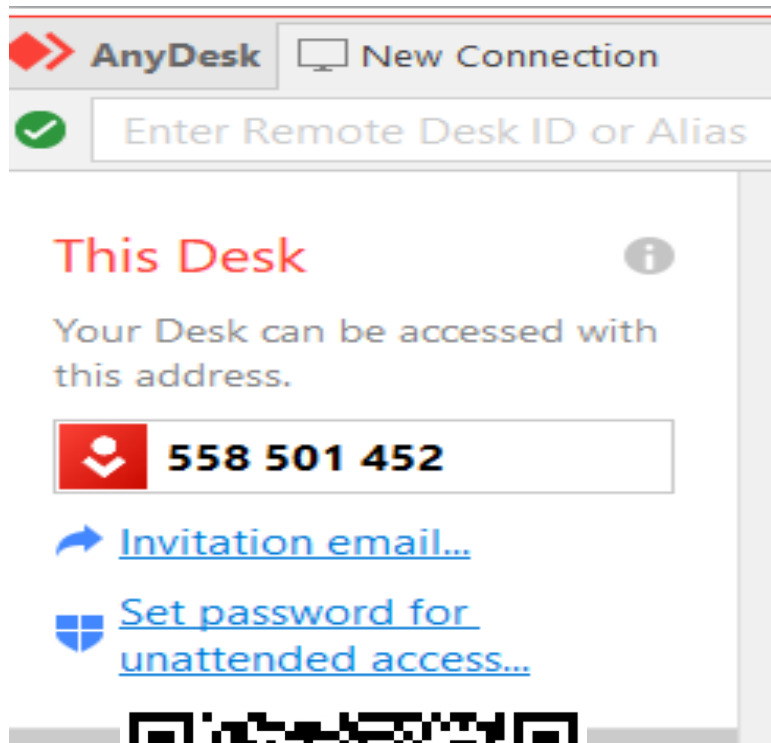 AnyDesk New Connection
Enter Remote Desk ID or Alias
This Desk
Your Desk can be accessed with
this address.
558 501 452
Invitation email...
Set password for
unattended access...